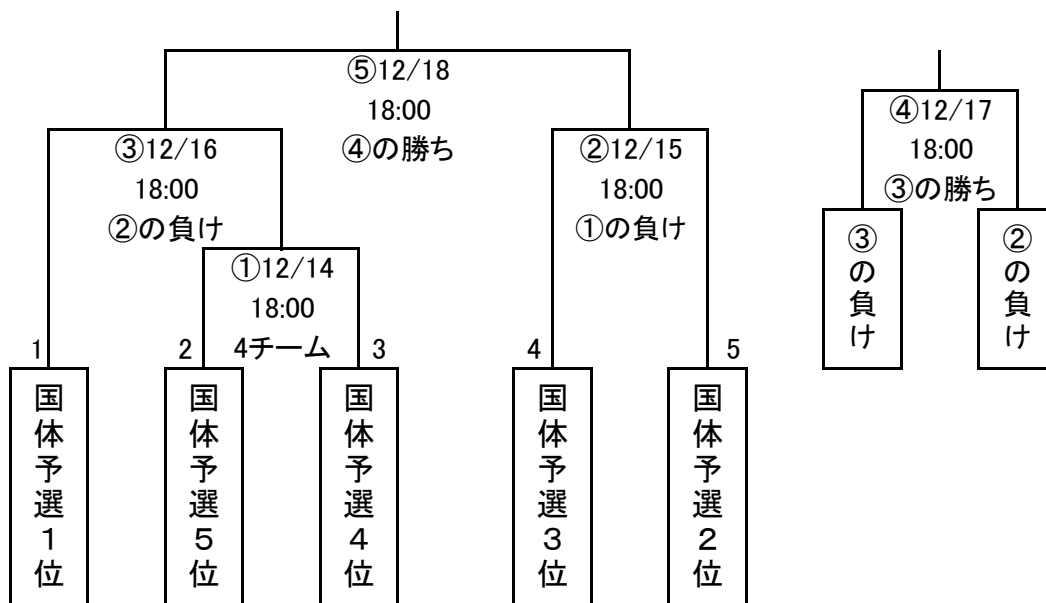 ⑤12/18
18:00
④の勝ち
④12/17
18:00
③の勝ち
③12/16
18:00
②の負け
②12/15
18:00
①の負け
③の負け
②の負け
①12/14
18:00
4チーム
1
2
3
4
5
国体予選1位
国体予選5位
国体予選4位
国体予選3位
国体予選2位